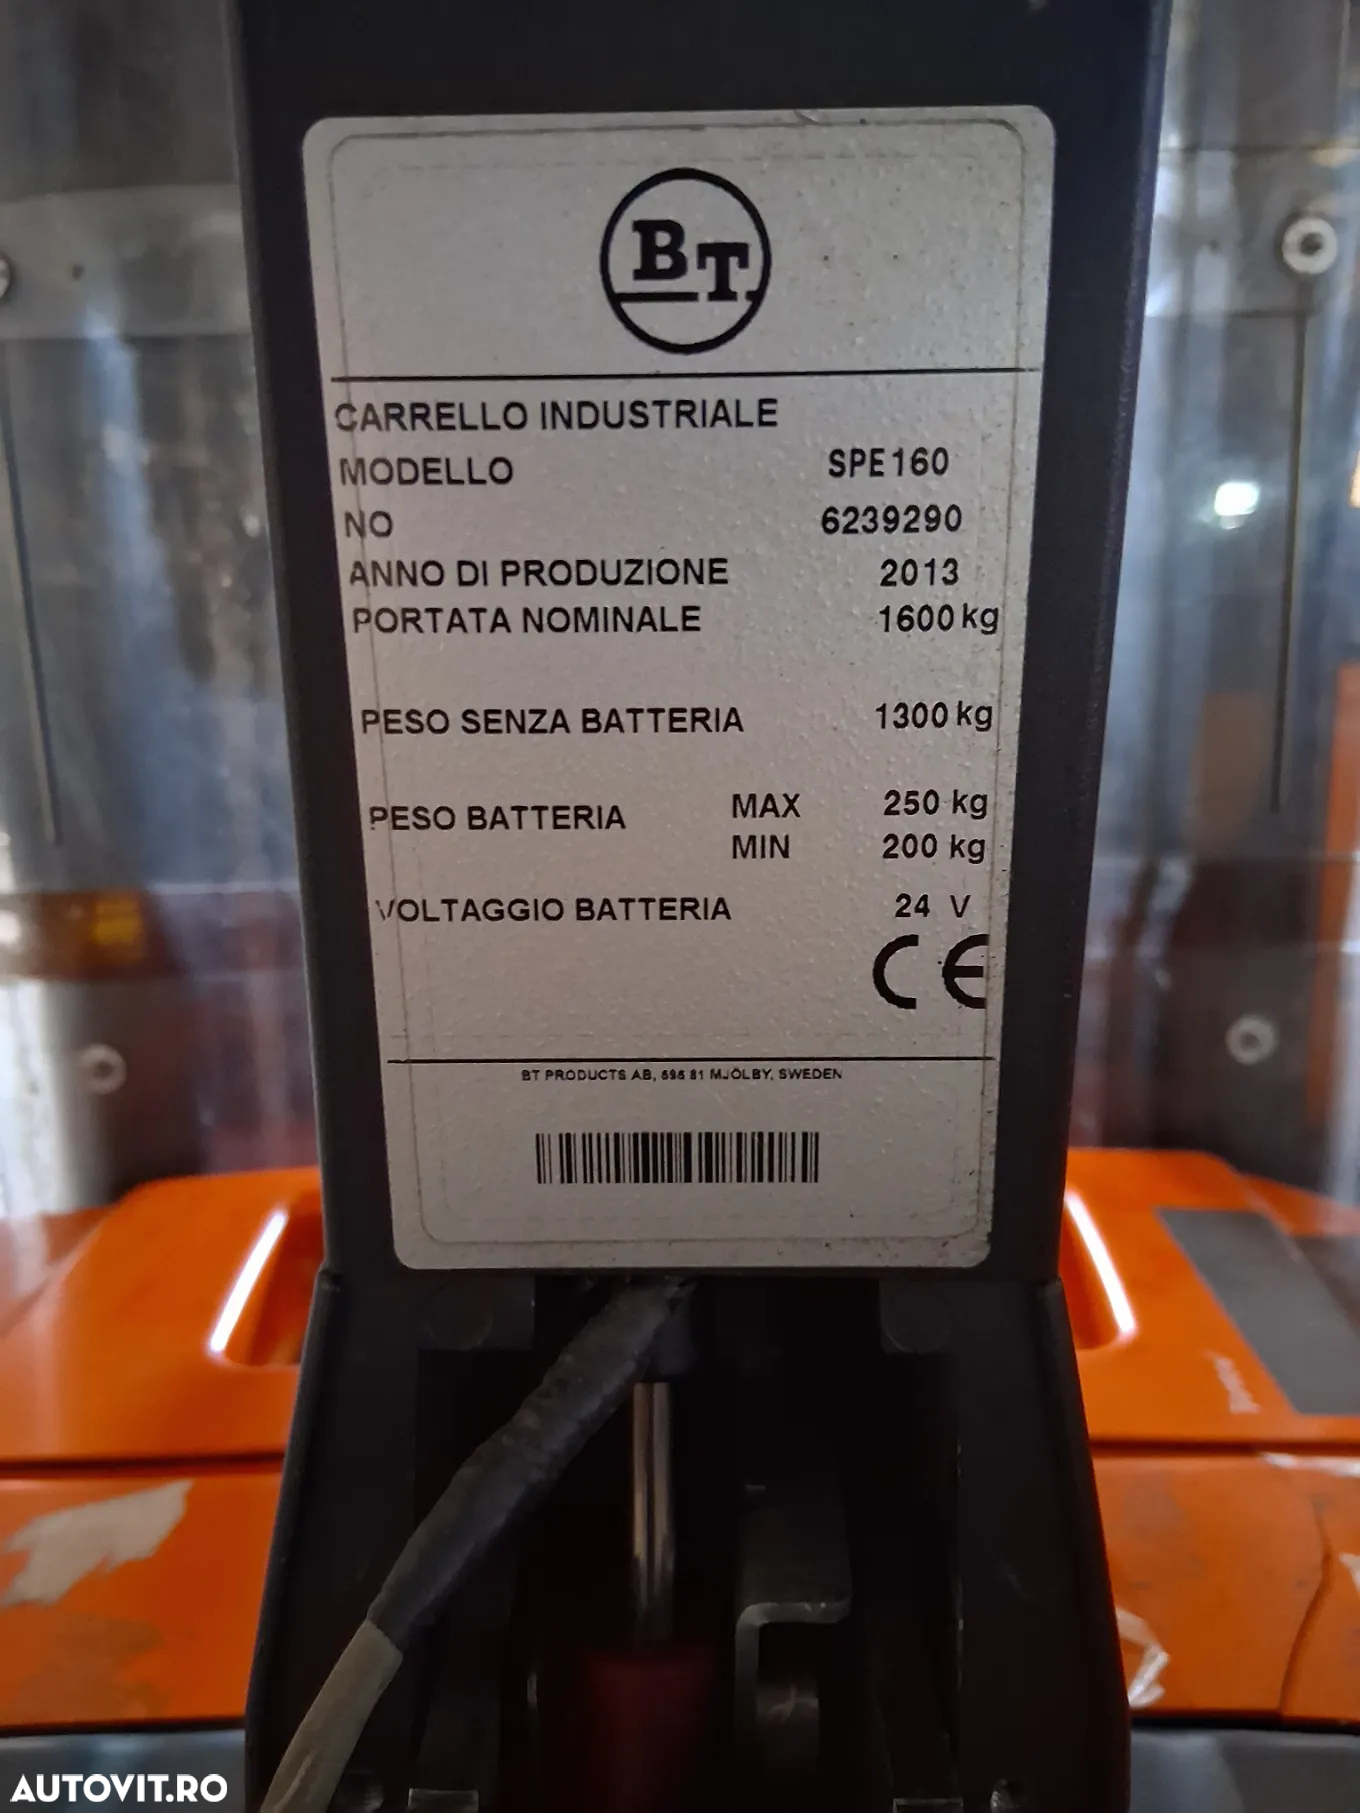 BT
CARRELLO INDUSTRIALE
MODELLO SPE160
NO 6239290
ANNO DI PRODUZIONE 2013
PORTATA NOMINALE 1600 kg
PESO SENZA BATTERIA 1300 kg
PESO BATTERIA MAX 250 kg
MIN 200 kg
VOLTAGGIO BATTERIA 24 V
CE
BT PRODUCTS AB, 595 81 MJÖLBY, SWEDEN
AUTOVIT.RO